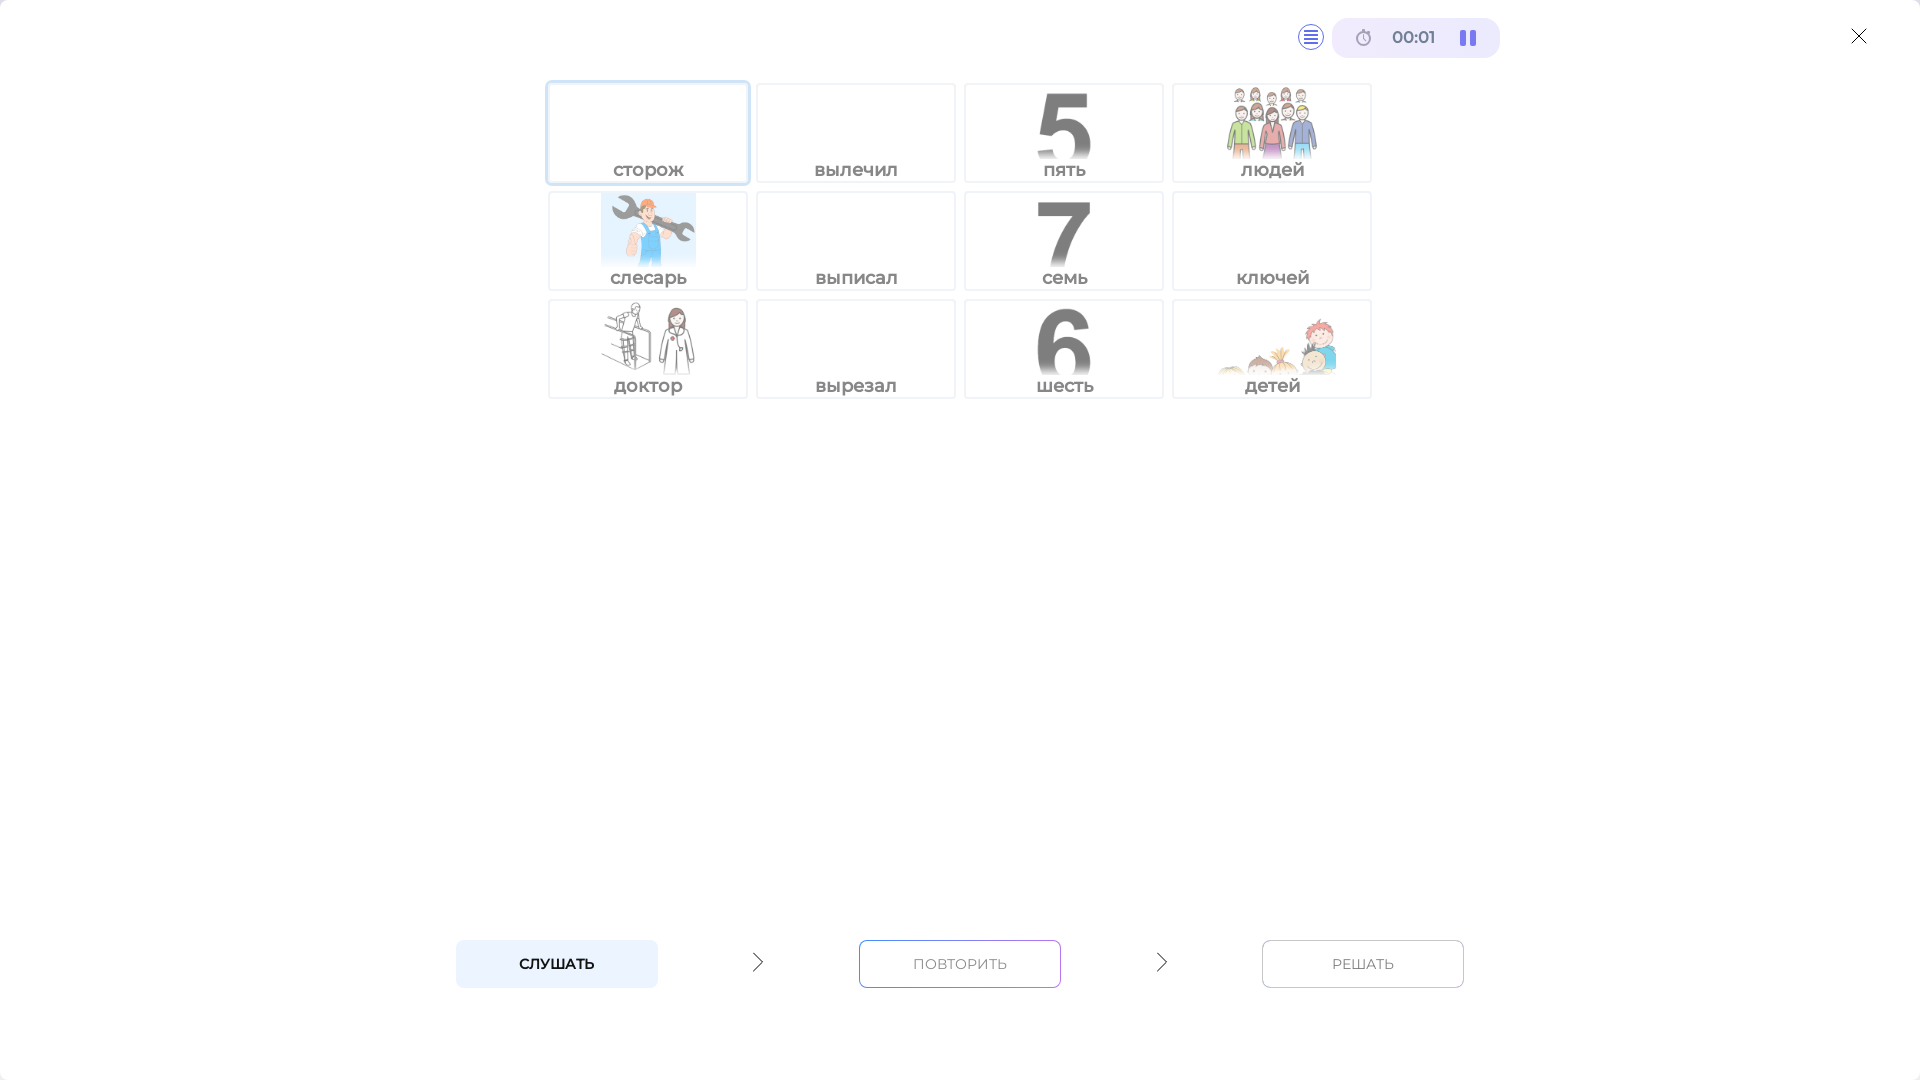 00:01
сторож
вылечил
5
пять
людей
слесарь
выписал
7
семь
ключей
доктор
вырезал
6
шесть
детей
СЛУШАТЬ
ПОВТОРИТЬ
РЕШАТЬ